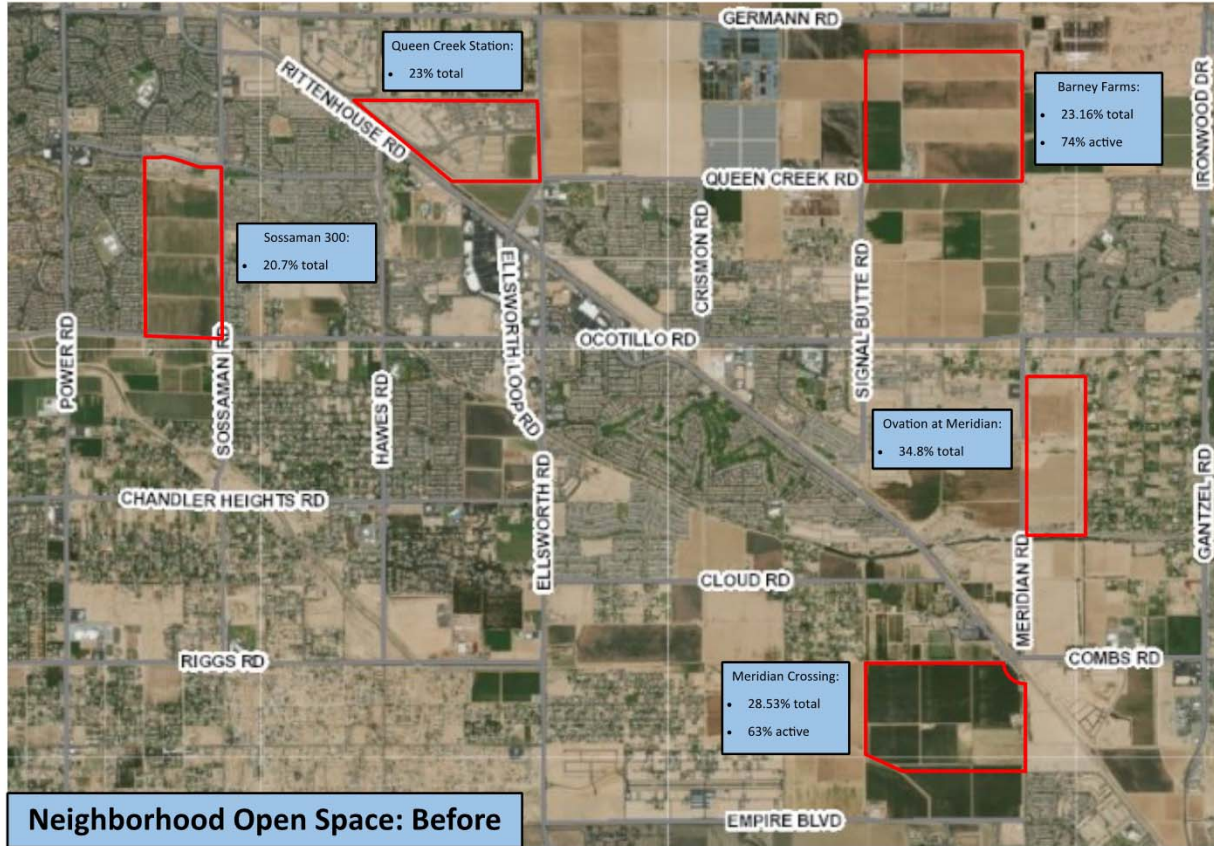 GERMANN RD
Queen Creek Station:
• 23% total
RITTENHOUSE RD
Barney Farms:
• 23.16% total
• 74% active
IRONWOOD DR
QUEEN CREEK RD
Sossaman 300:
• 20.7% total
POWER RD
SOSSAMAN RD
HAWES RD
ELLSWORTH LOOP RD
CRISMON RD
SIGNAL BUTTE RD
OCOTILLO RD
Ovation at Meridian:
• 34.8% total
CHANDLER HEIGHTS RD
ELLSWORTH RD
GANTZEL RD
MERIDIAN RD
CLOUD RD
RIGGS RD
COMBS RD
Meridian Crossing:
• 28.53% total
• 63% active
Neighborhood Open Space: Before
EMPIRE BLVD